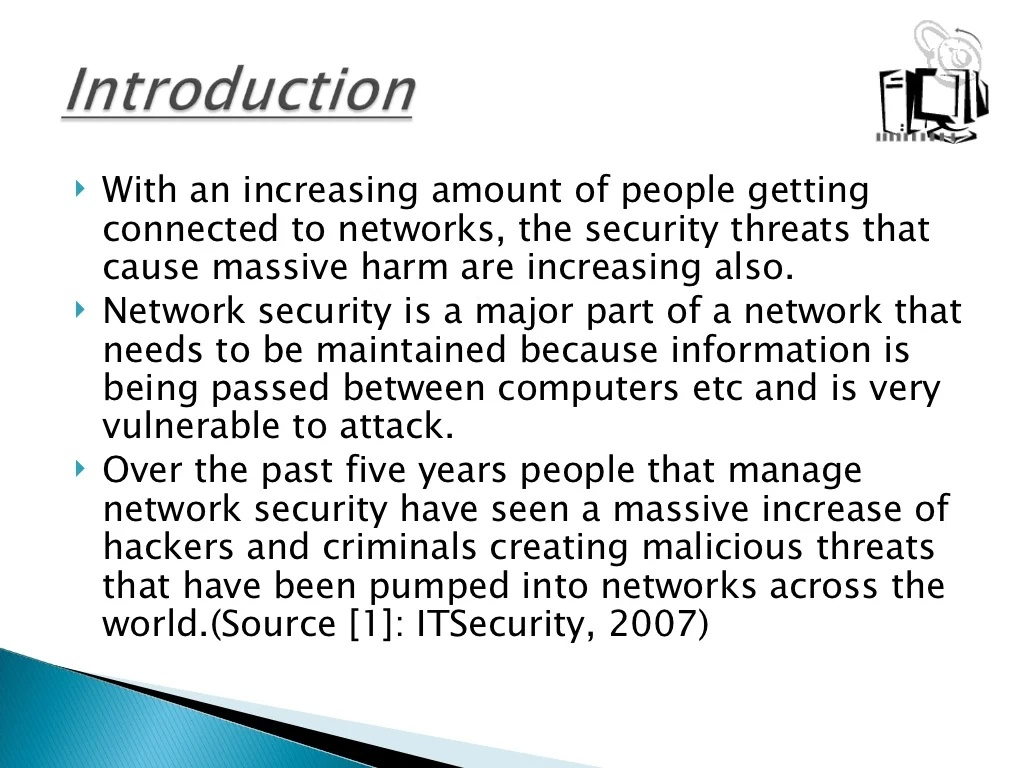 Introduction
With an increasing amount of people getting
connected to networks, the security threats that
cause massive harm are increasing also.
Network security is a major part of a network that
needs to be maintained because information is
being passed between computers etc and is very
vulnerable to attack.
Over the past five years people that manage
network security have seen a massive increase of
hackers and criminals creating malicious threats
that have been pumped into networks across the
world.(Source [1]: ITSecurity, 2007)